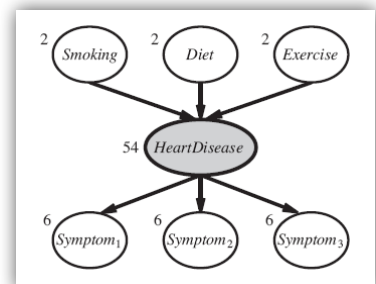 2 Smoking 2 Diet 2 Exercise
54 HeartDisease
6 6 6
Symptom₁ Symptom₂ Symptom₃